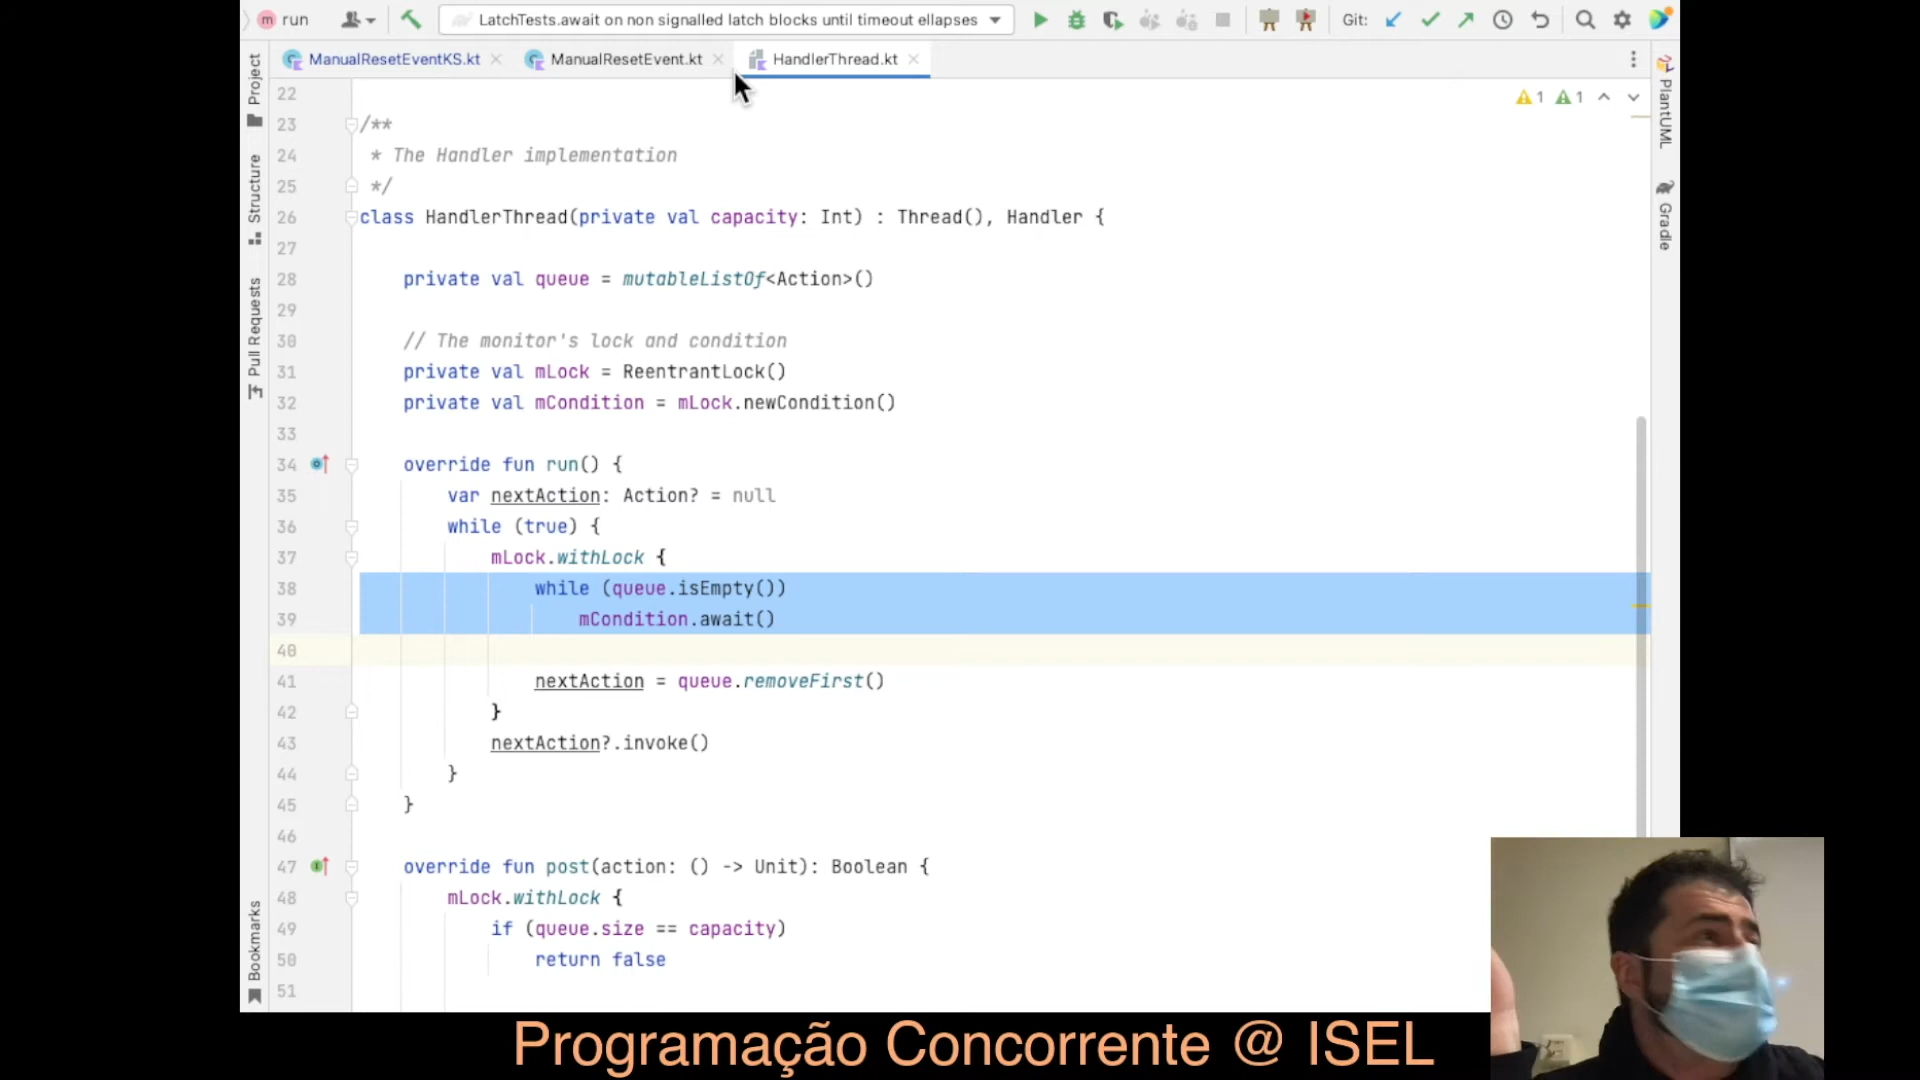 run
LatchTests.await on non signalled latch blocks until timeout ellapses
Git:
ManualResetEventKS.kt
ManualResetEvent.kt
HandlerThread.kt
Project
Structure
Pull Requests
Bookmarks
PlantUML
Gradle
1 1
22
23 /**
24 * The Handler implementation
25 */
26 class HandlerThread(private val capacity: Int) : Thread(), Handler {
27
28 private val queue = mutableListOf<Action>()
29
30 // The monitor's lock and condition
31 private val mLock = ReentrantLock()
32 private val mCondition = mLock.newCondition()
33
34 override fun run() {
35 var nextAction: Action? = null
36 while (true) {
37 mLock.withLock {
38 while (queue.isEmpty())
39 mCondition.await()
40
41 nextAction = queue.removeFirst()
42 }
43 nextAction?.invoke()
44 }
45 }
46
47 override fun post(action: () -> Unit): Boolean {
48 mLock.withLock {
49 if (queue.size == capacity)
50 return false
51
Programação Concorrente @ ISEL